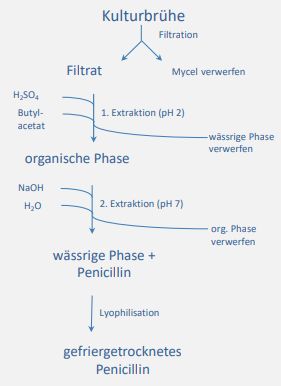 Kulturbrühe
Filtration
Filtrat
Mycel verwerfen
H₂SO₄
Butyl-
acetat
1. Extraktion (pH 2)
wässrige Phase
verwerfen
organische Phase
NaOH
H₂O
2. Extraktion (pH 7)
org. Phase
verwerfen
wässrige Phase +
Penicillin
Lyophilisation
gefriergetrocknetes
Penicillin